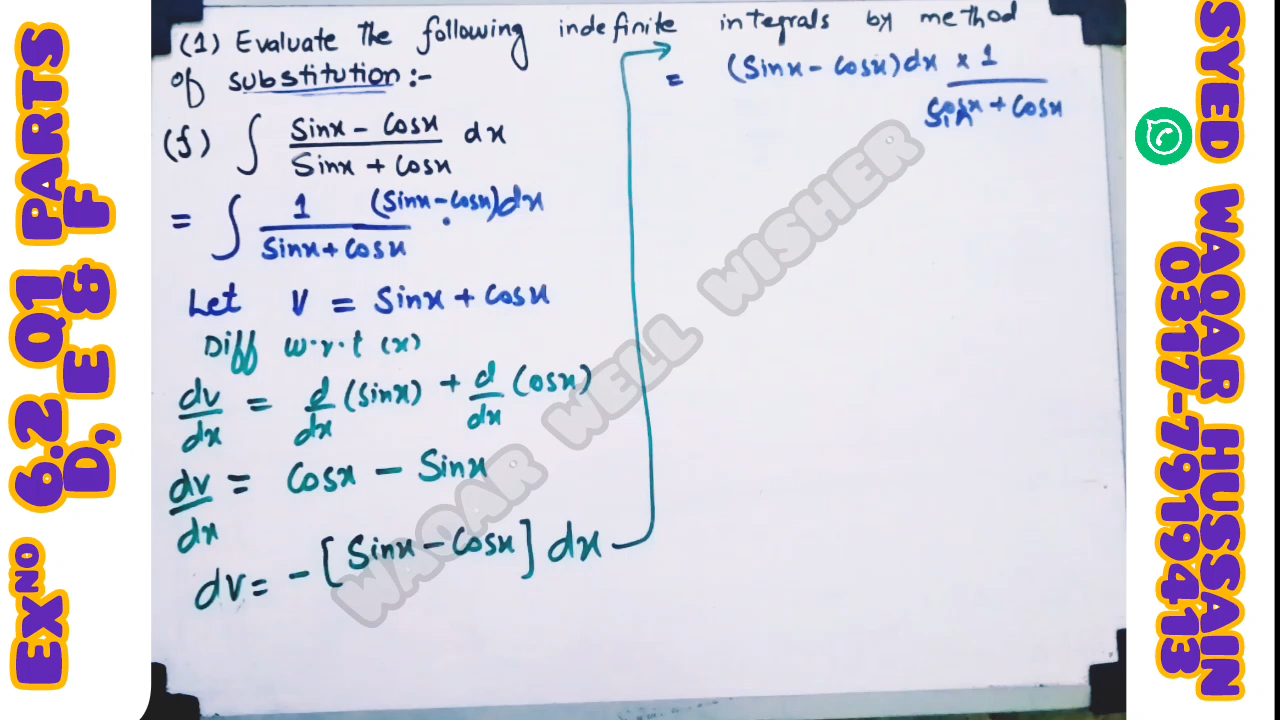 (1) Evaluate the following indefinite integrals by method
of substitution :-
(f) ∫ Sinx - Cosx / Sinx + Cosx dx
= ∫ 1 / Sinx + Cosx (Sinx - Cosx) dx
Let V = Sinx + Cosx
Diff w.r.t (x)
dv/dx = d/dx (Sinx) + d/dx (Cosx)
dv/dx = Cosx - Sinx
dv = - [Sinx - Cosx] dx
= (Sinx - Cosx) dx × 1 / Sinx + Cosx
WAQAR WELL WISHER
EXNO 6.2 Q1 PARTS
D, E & F
SYED WAQAR HUSSAIN
0317-7919413